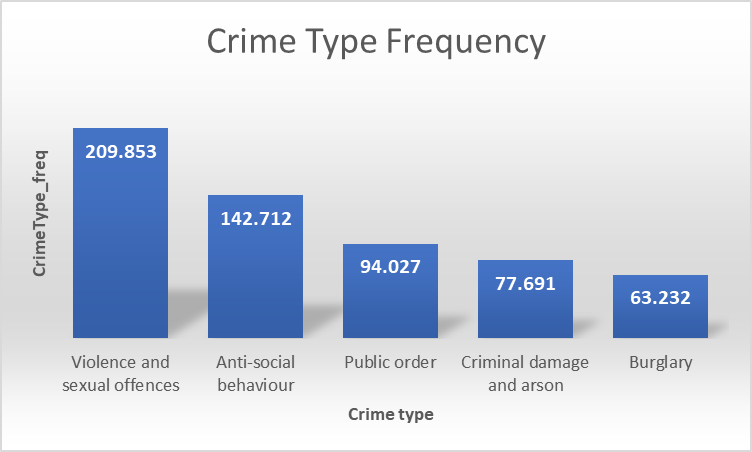 Crime Type Frequency
CrimeType_freq
209.853
142.712
94.027
77.691
63.232
Violence and
sexual offences
Anti-social
behaviour
Public order
Criminal damage
and arson
Burglary
Crime type